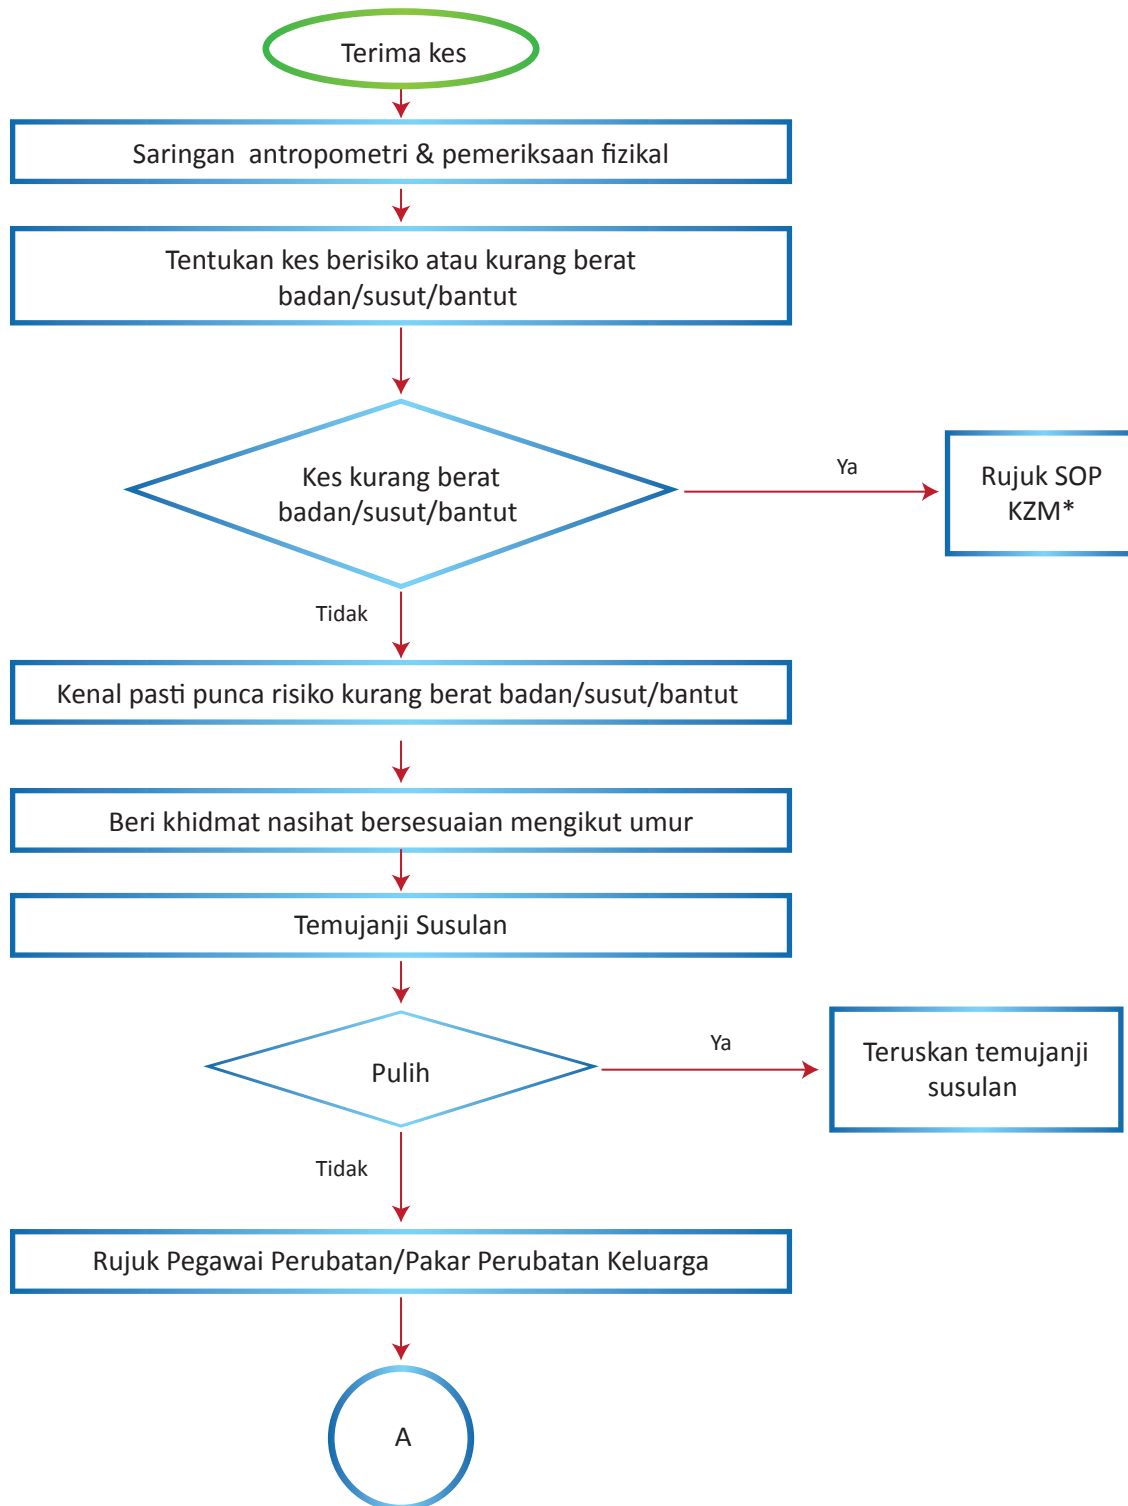 Terima kes
Saringan antropometri & pemeriksaan fizikal
Tentukan kes berisiko atau kurang berat
badan/susut/bantut
Kes kurang berat
badan/susut/bantut
Ya
Rujuk SOP
KZM*
Tidak
Kenal pasti punca risiko kurang berat badan/susut/bantut
Beri khidmat nasihat bersesuaian mengikut umur
Temujanji Susulan
Pulih
Ya
Teruskan temujanji
susulan
Tidak
Rujuk Pegawai Perubatan/Pakar Perubatan Keluarga
A